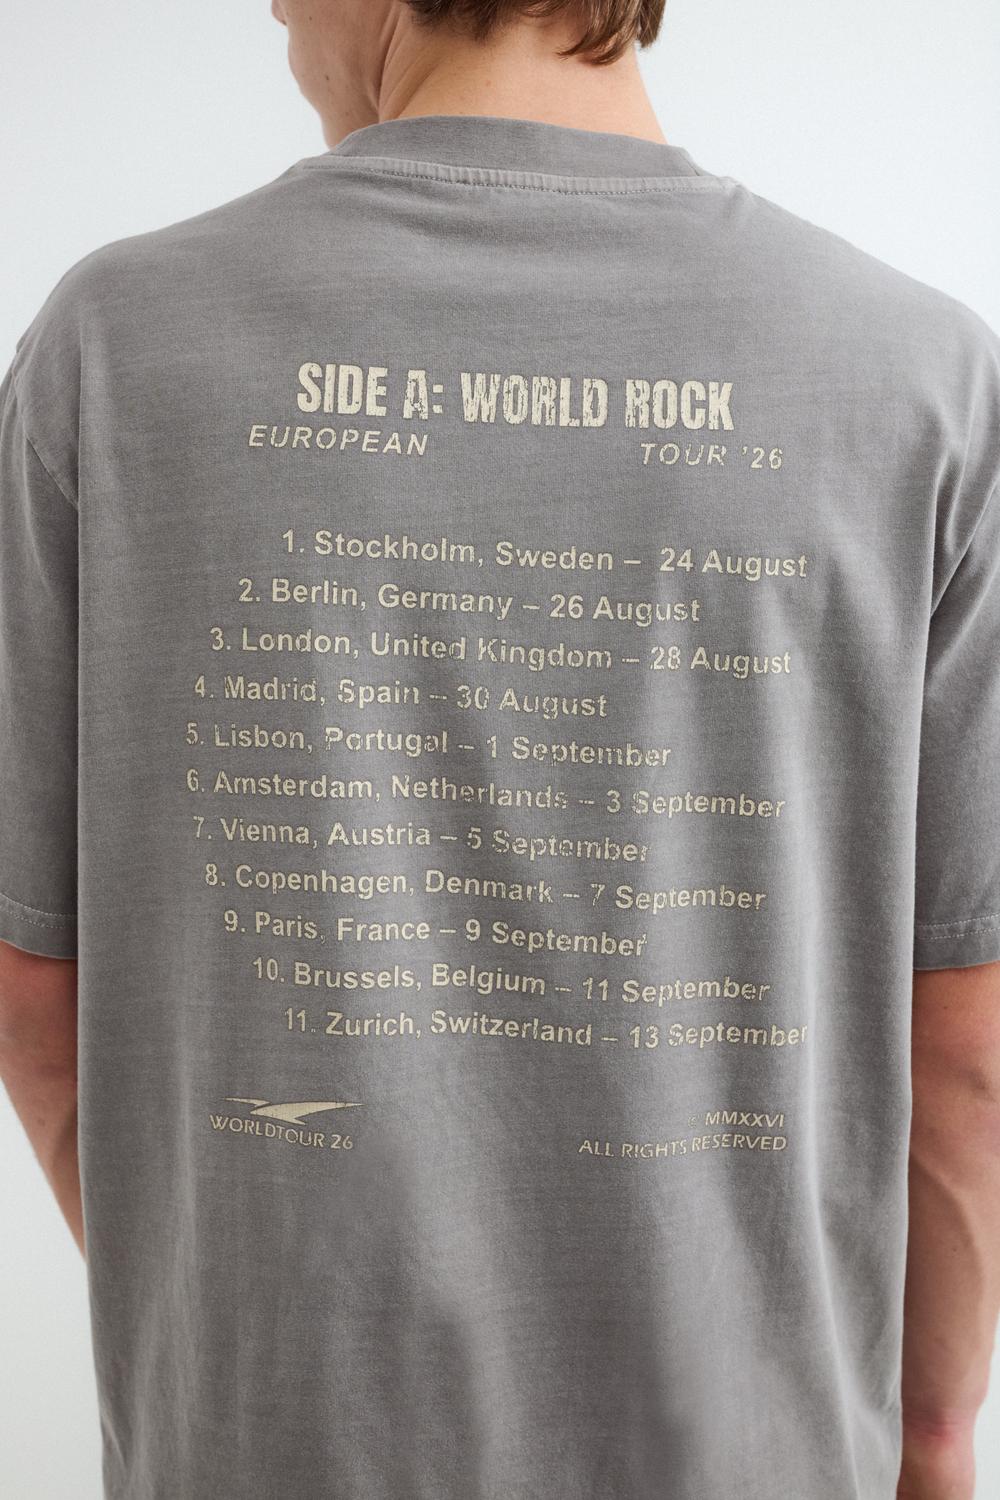 SIDE A: WORLD ROCK
EUROPEAN TOUR '26
1. Stockholm, Sweden – 24 August
2. Berlin, Germany – 26 August
3. London, United Kingdom – 28 August
4. Madrid, Spain – 30 August
5. Lisbon, Portugal – 1 September
6. Amsterdam, Netherlands – 3 September
7. Vienna, Austria – 5 September
8. Copenhagen, Denmark – 7 September
9. Paris, France – 9 September
10. Brussels, Belgium – 11 September
11. Zurich, Switzerland – 13 September
WORLDTOUR 26
© MMXXVI
ALL RIGHTS RESERVED